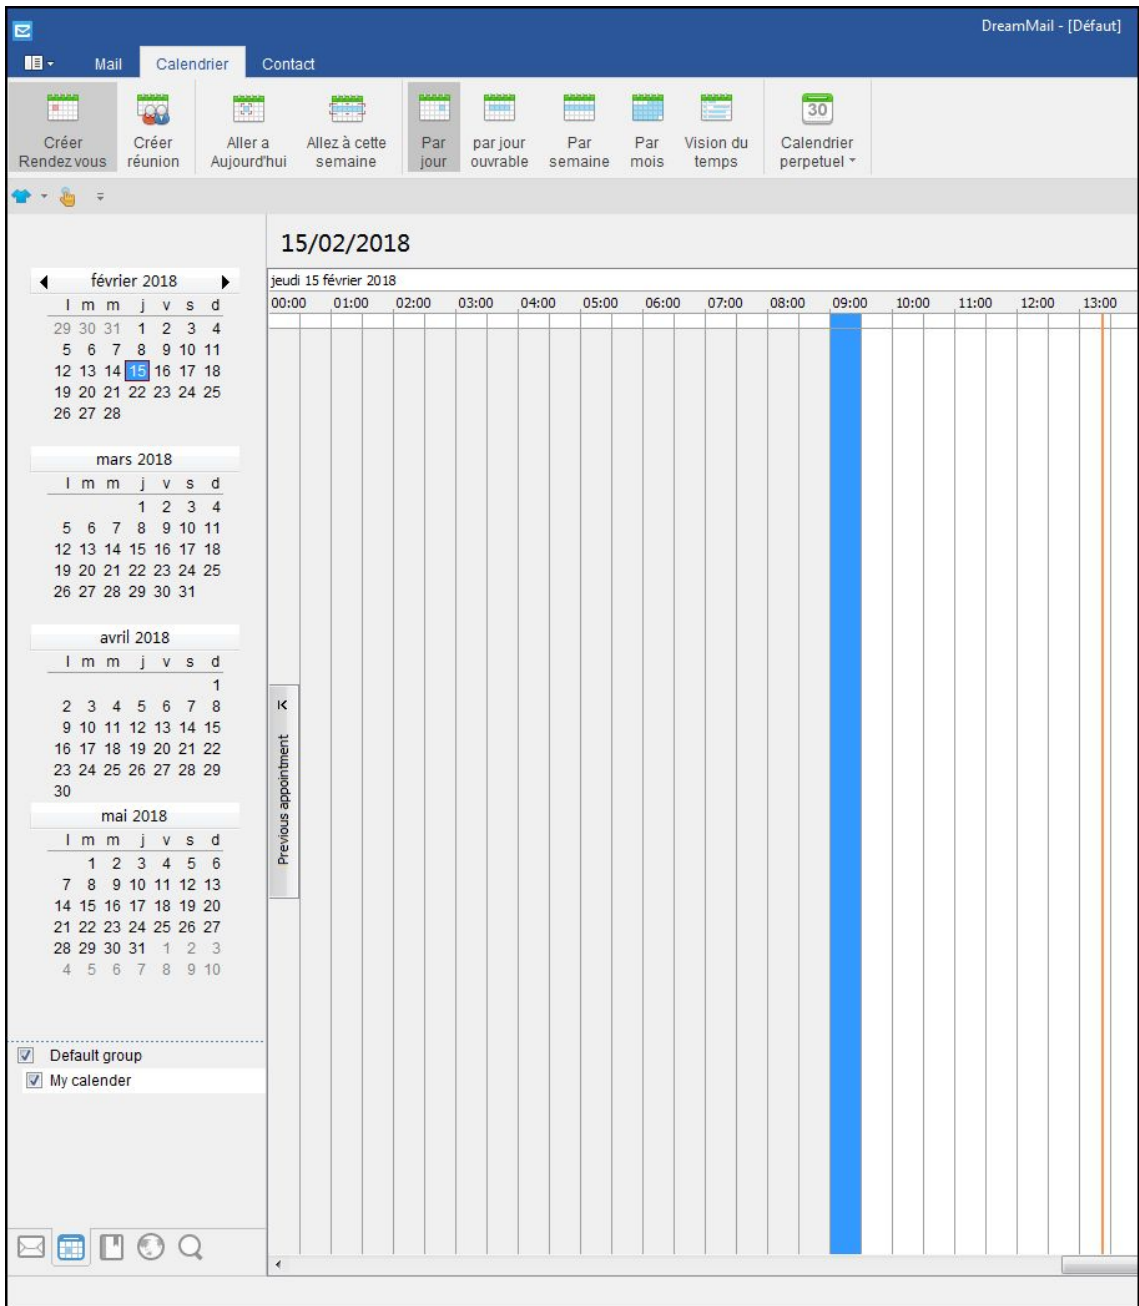 DreamMail - [Défaut]
Mail Calendrier Contact
Créer Rendez vous
Créer réunion
Aller a Aujourd'hui
Allez à cette semaine
Par jour
par jour ouvrable
Par semaine
Par mois
Vision du temps
30
Calendrier perpetuel
15/02/2018
février 2018
l m m j v s d
29 30 31 1 2 3 4
5 6 7 8 9 10 11
12 13 14 15 16 17 18
19 20 21 22 23 24 25
26 27 28
mars 2018
l m m j v s d
1 2 3 4
5 6 7 8 9 10 11
12 13 14 15 16 17 18
19 20 21 22 23 24 25
26 27 28 29 30 31
avril 2018
l m m j v s d
1
2 3 4 5 6 7 8
9 10 11 12 13 14 15
16 17 18 19 20 21 22
23 24 25 26 27 28 29
30
mai 2018
l m m j v s d
1 2 3 4 5 6
7 8 9 10 11 12 13
14 15 16 17 18 19 20
21 22 23 24 25 26 27
28 29 30 31 1 2 3
4 5 6 7 8 9 10
Default group
My calender
jeudi 15 février 2018
00:00 01:00 02:00 03:00 04:00 05:00 06:00 07:00 08:00 09:00 10:00 11:00 12:00 13:00
Previous appointment